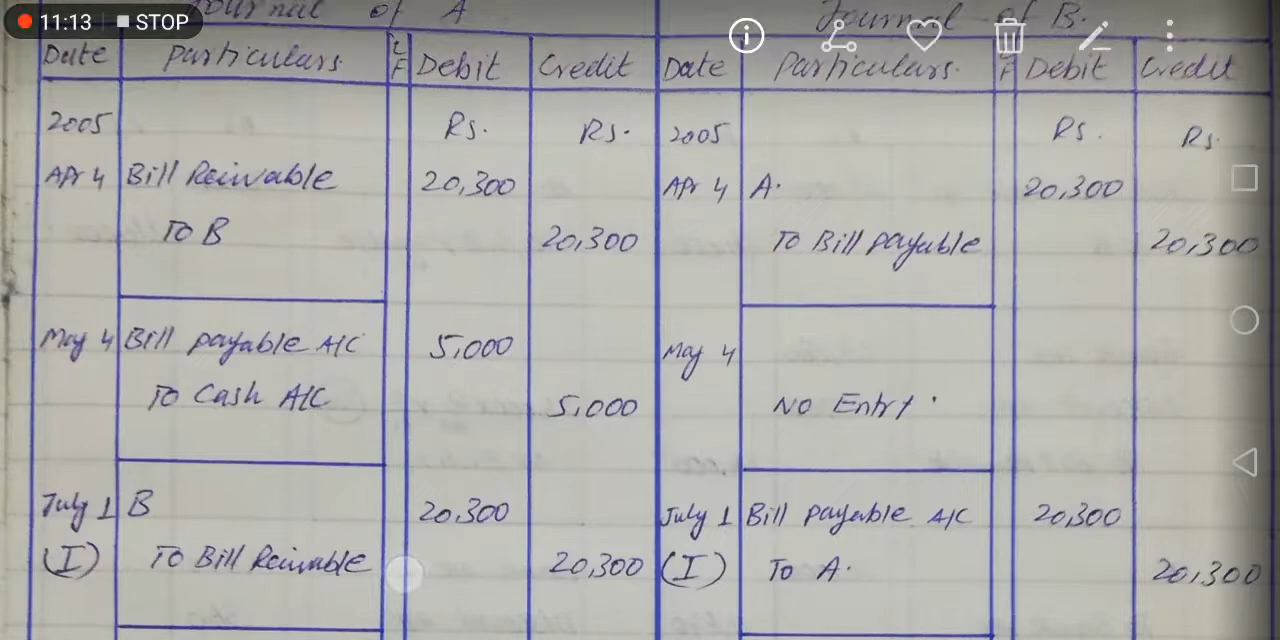 11:13 STOP
Journal of A Journal of B.
Date Particulars LF Debit Credit Date Particulars LF Debit Credit
2005 Rs. Rs. 2005 Rs. Rs.
Apr 4 Bill Receivable 20,300 Apr 4 A. 20,300
To B 20,300 To Bill payable 20,300
May 4 Bill payable A/C 5,000 May 4
To Cash A/C 5,000 No Entry
July 1 B 20,300 July 1 Bill payable A/C 20,300
(I) To Bill Receivable 20,300 (I) To A. 20,300